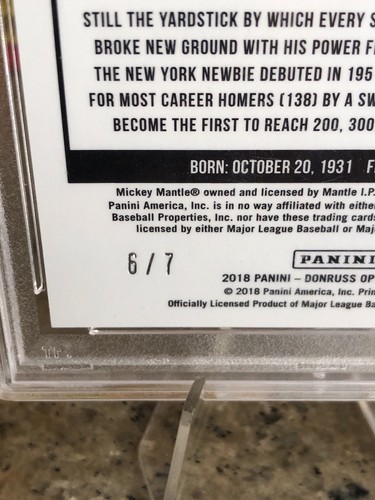 STILL THE YARDSTICK BY WHICH EVERY S
BROKE NEW GROUND WITH HIS POWER F
THE NEW YORK NEWBIE DEBUTED IN 195
FOR MOST CAREER HOMERS (138) BY A SW
BECOME THE FIRST TO REACH 200, 300
BORN: OCTOBER 20, 1931 F
Mickey Mantle® owned and licensed by Mantle I.P.
Panini America, Inc. is in no way affiliated with either
Baseball Properties, Inc. nor have these trading cards
licensed by either Major League Baseball or Maj
6/7
PANINI
2018 PANINI – DONRUSS OP
© 2018 Panini America, Inc. Prin
Officially Licensed Product of Major League Ba